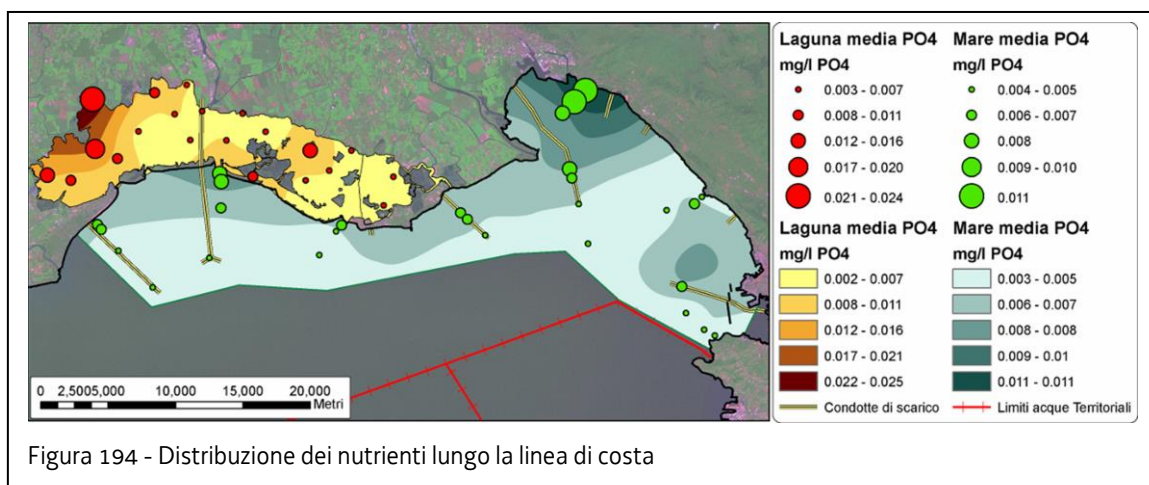 Laguna media PO4
mg/l PO4
0.003 - 0.007
0.008 - 0.011
0.012 - 0.016
0.017 - 0.020
0.021 - 0.024
Mare media PO4
mg/l PO4
0.004 - 0.005
0.006 - 0.007
0.008
0.009 - 0.010
0.011
Laguna media PO4
mg/l PO4
0.002 - 0.007
0.008 - 0.011
0.012 - 0.016
0.017 - 0.021
0.022 - 0.025
Mare media PO4
mg/l PO4
0.003 - 0.005
0.006 - 0.007
0.008 - 0.008
0.009 - 0.01
0.011 - 0.011
Condotte di scarico
Limiti acque Territoriali
0 2,500 5,000 10,000 15,000 20,000
Metri
Figura 194 - Distribuzione dei nutrienti lungo la linea di costa